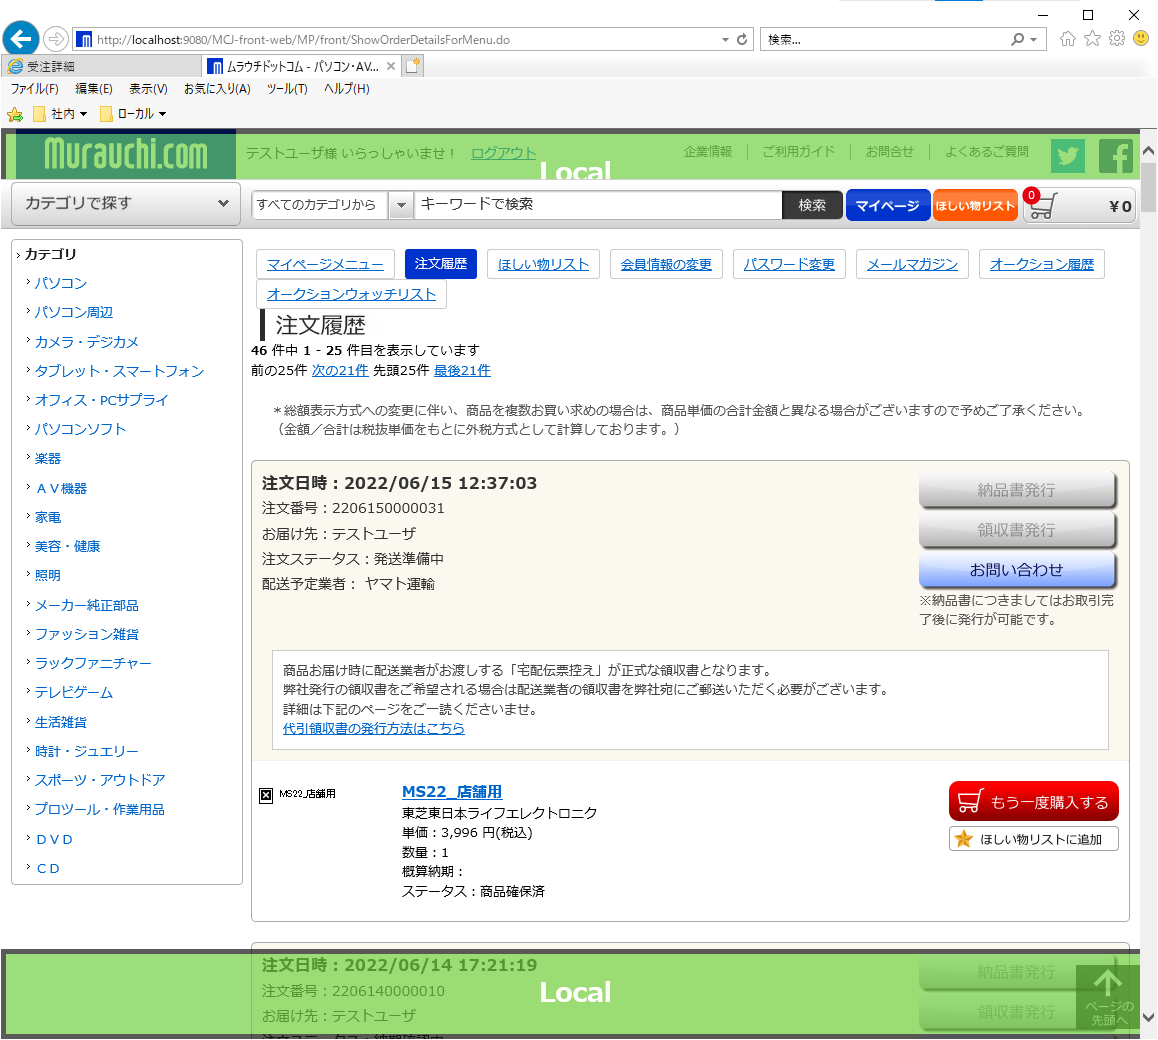 http://localhost:9080/MCJ-front-web/MP/front/ShowOrderDetailsForMenu.do
検索...
受注詳細
ムラウチドットコム - パソコン・AV...
ファイル(F) 編集(E) 表示(V) お気に入り(A) ツール(T) ヘルプ(H)
社内 ローカル
Murauchi.com
テストユーザ様 いらっしゃいませ！ ログアウト
企業情報 ご利用ガイド お問合せ よくあるご質問
Local
カテゴリで探す
すべてのカテゴリから
キーワードで検索
検索
マイページ
ほしい物リスト
0
¥ 0
カテゴリ
パソコン
パソコン周辺
カメラ・デジカメ
タブレット・スマートフォン
オフィス・PCサプライ
パソコンソフト
楽器
ＡＶ機器
家電
美容・健康
照明
メーカー純正部品
ファッション雑貨
ラックファニチャー
テレビゲーム
生活雑貨
時計・ジュエリー
スポーツ・アウトドア
プロツール・作業用品
ＤＶＤ
ＣＤ
マイページメニュー 注文履歴 ほしい物リスト 会員情報の変更 パスワード変更 メールマガジン オークション履歴
オークションウォッチリスト
注文履歴
46 件中 1 - 25 件目を表示しています
前の25件 次の21件 先頭25件 最後21件
＊総額表示方式への変更に伴い、商品を複数お買い求めの場合は、商品単価の合計金額と異なる場合がございますので予めご了承ください。
（金額／合計は税抜単価をもとに外税方式として計算しております。）
注文日時：2022/06/15 12:37:03
注文番号：2206150000031
お届け先：テストユーザ
注文ステータス：発送準備中
配送予定業者： ヤマト運輸
納品書発行
領収書発行
お問い合わせ
※納品書につきましてはお取引完
了後に発行が可能です。
商品お届け時に配送業者がお渡しする「宅配伝票控え」が正式な領収書となります。
弊社発行の領収書をご希望される場合は配送業者の領収書を弊社宛にご郵送いただく必要がございます。
詳細は下記のページをご一読くださいませ。
代引領収書の発行方法はこちら
MS22_店舗用
MS22_店舗用
東芝東日本ライフエレクトロニク
単価：3,996 円(税込)
数量：1
概算納期：
ステータス：商品確保済
もう一度購入する
ほしい物リストに追加
注文日時：2022/06/14 17:21:19
注文番号：2206140000010
お届け先：テストユーザ
納品書発行
領収書発行
Local
ページの
先頭へ